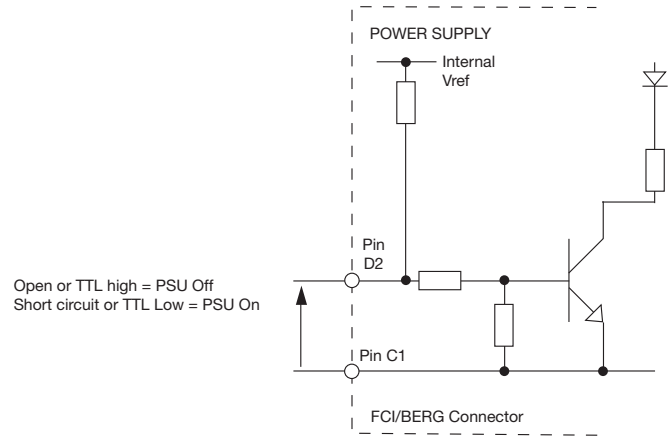 POWER SUPPLY
Internal
Vref
Pin
D2
Open or TTL high = PSU Off
Short circuit or TTL Low = PSU On
Pin C1
FCI/BERG Connector